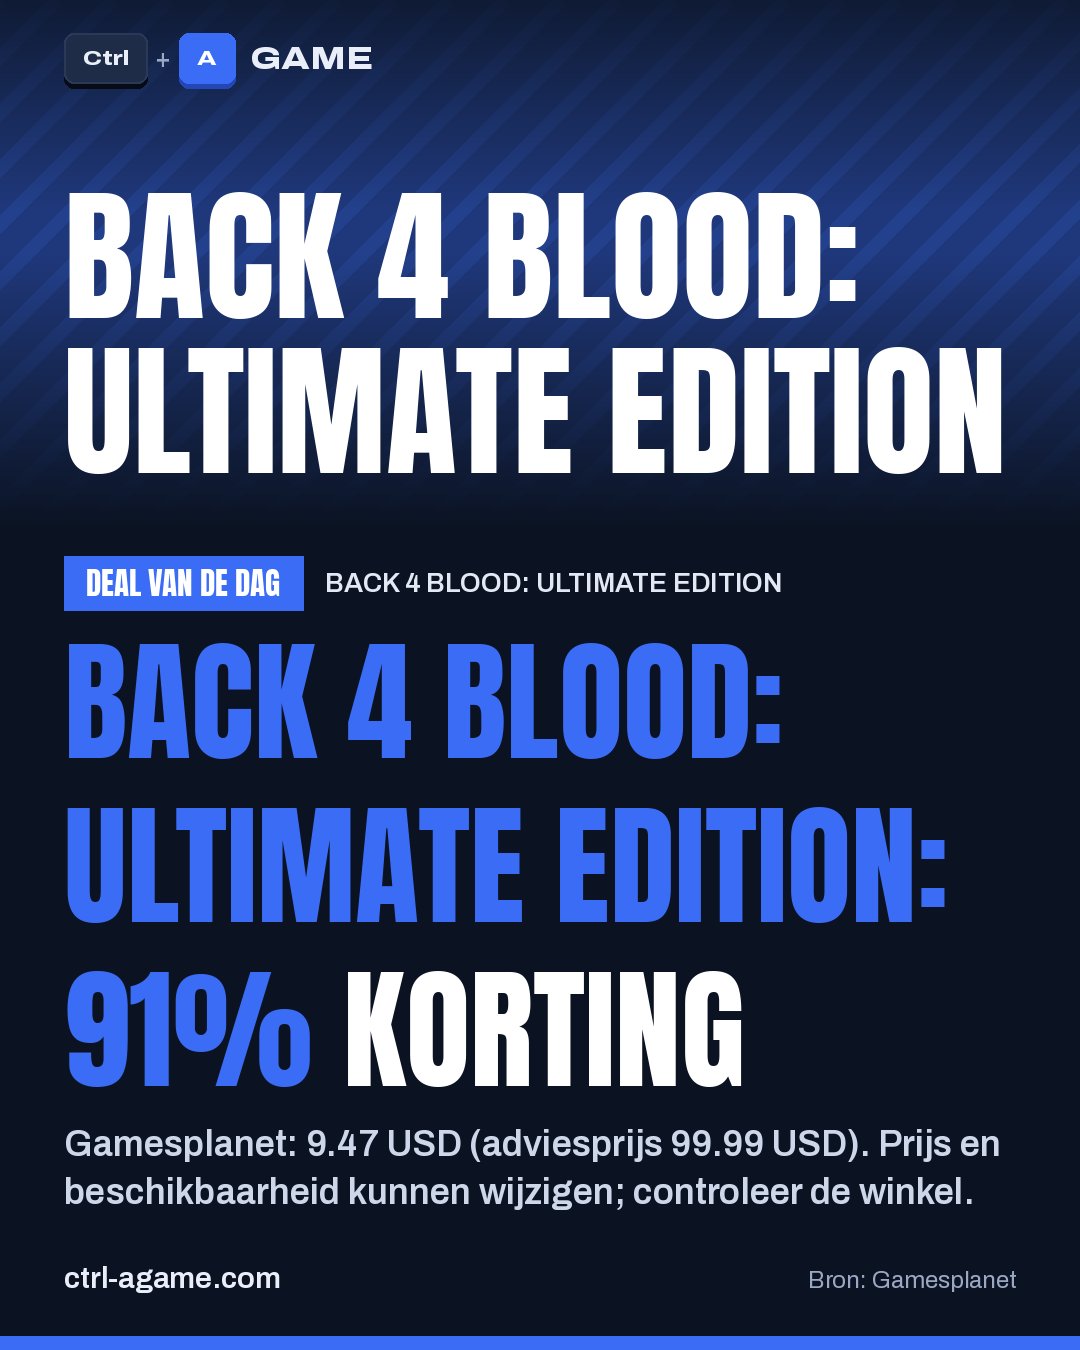 Ctrl + A GAME
BACK 4 BLOOD:
ULTIMATE EDITION
DEAL VAN DE DAG BACK 4 BLOOD: ULTIMATE EDITION
BACK 4 BLOOD:
ULTIMATE EDITION:
91% KORTING
Gamesplanet: 9.47 USD (adviesprijs 99.99 USD). Prijs en
beschikbaarheid kunnen wijzigen; controleer de winkel.
ctrl-agame.com Bron: Gamesplanet